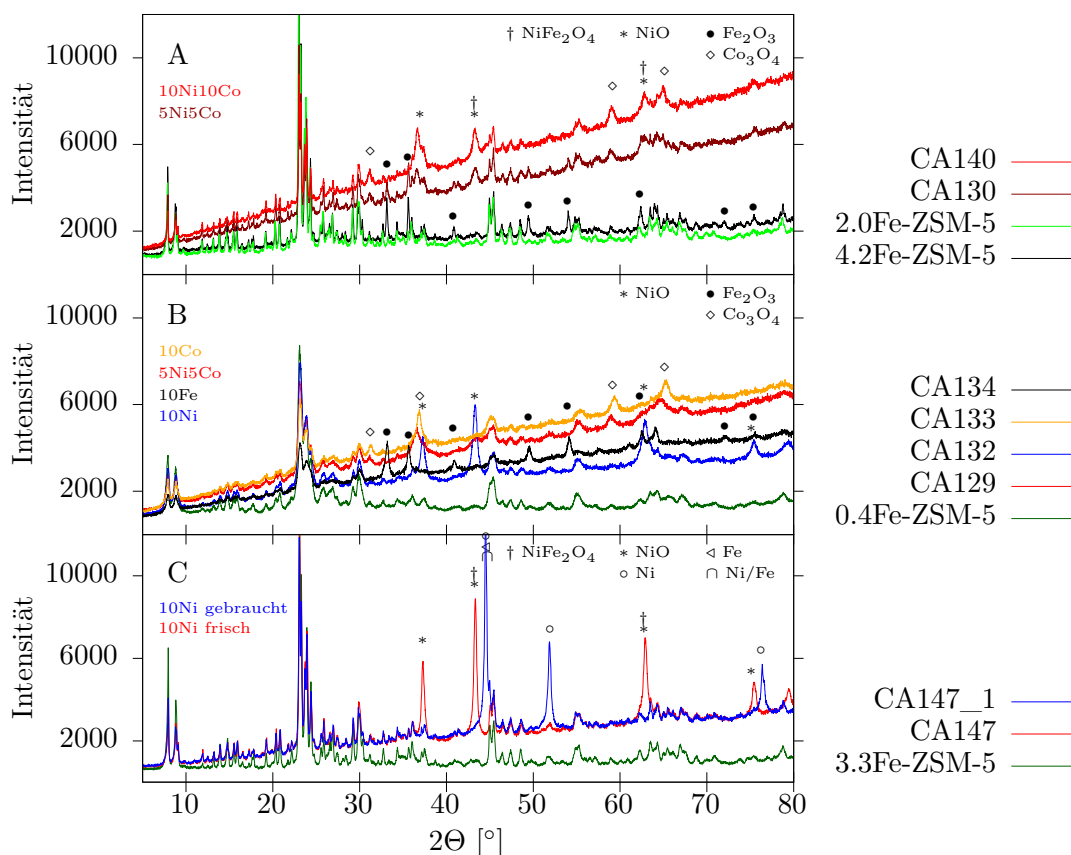 A
† NiFe₂O₄ * NiO ● Fe₂O₃
◇ Co₃O₄
10Ni10Co
5Ni5Co
Intensität
10000
6000
2000
CA140
CA130
2.0Fe-ZSM-5
4.2Fe-ZSM-5
B
* NiO ● Fe₂O₃
◇ Co₃O₄
10Co
5Ni5Co
10Fe
10Ni
Intensität
10000
6000
2000
CA134
CA133
CA132
CA129
0.4Fe-ZSM-5
C
† NiFe₂O₄ * NiO ◁ Fe
○ Ni ∩ Ni/Fe
10Ni gebraucht
10Ni frisch
Intensität
10000
6000
2000
CA147_1
CA147
3.3Fe-ZSM-5
10 20 30 40 50 60 70 80
2Θ [°]